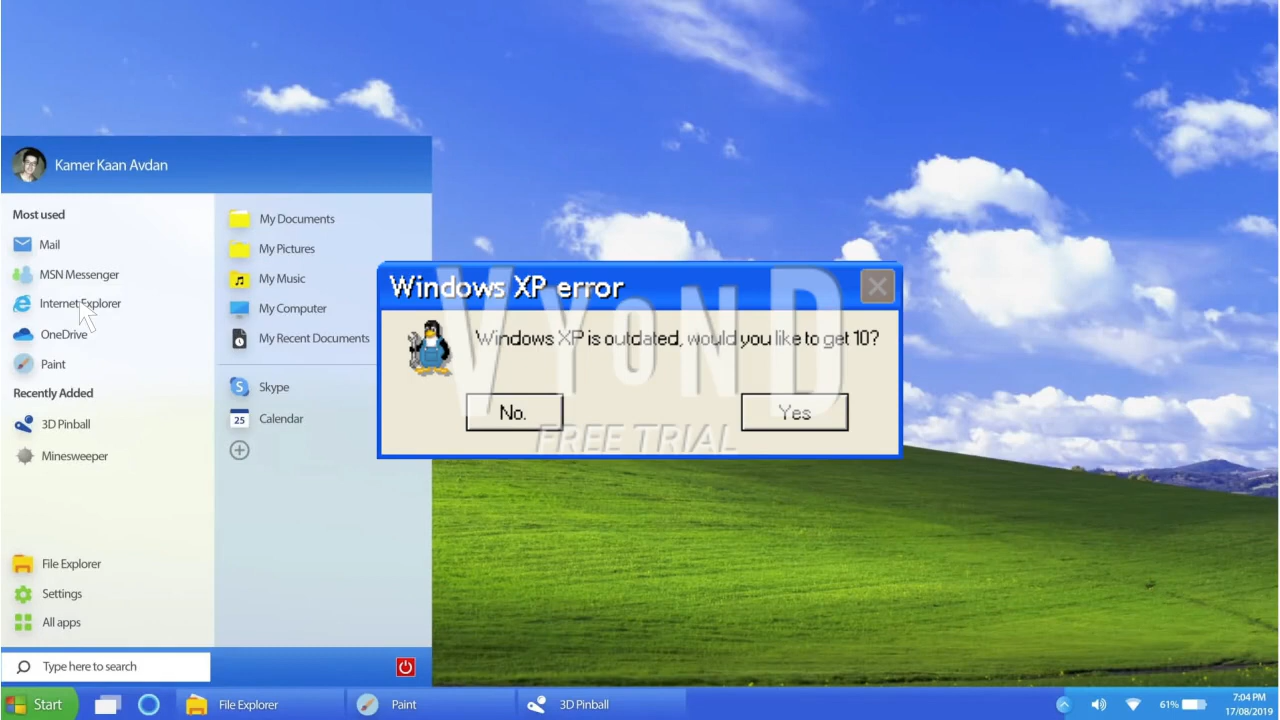 Kamer Kaan Avdan
Most used
Mail
MSN Messenger
Internet Explorer
OneDrive
Paint
Recently Added
3D Pinball
Minesweeper
File Explorer
Settings
All apps
Type here to search
My Documents
My Pictures
My Music
My Computer
My Recent Documents
Skype
25
Calendar
Windows XP error
Windows XP is outdated, would you like to get 10?
No.
Yes
VYOND
FREE TRIAL
Start
File Explorer
Paint
3D Pinball
61%
7:04 PM
17/08/2019